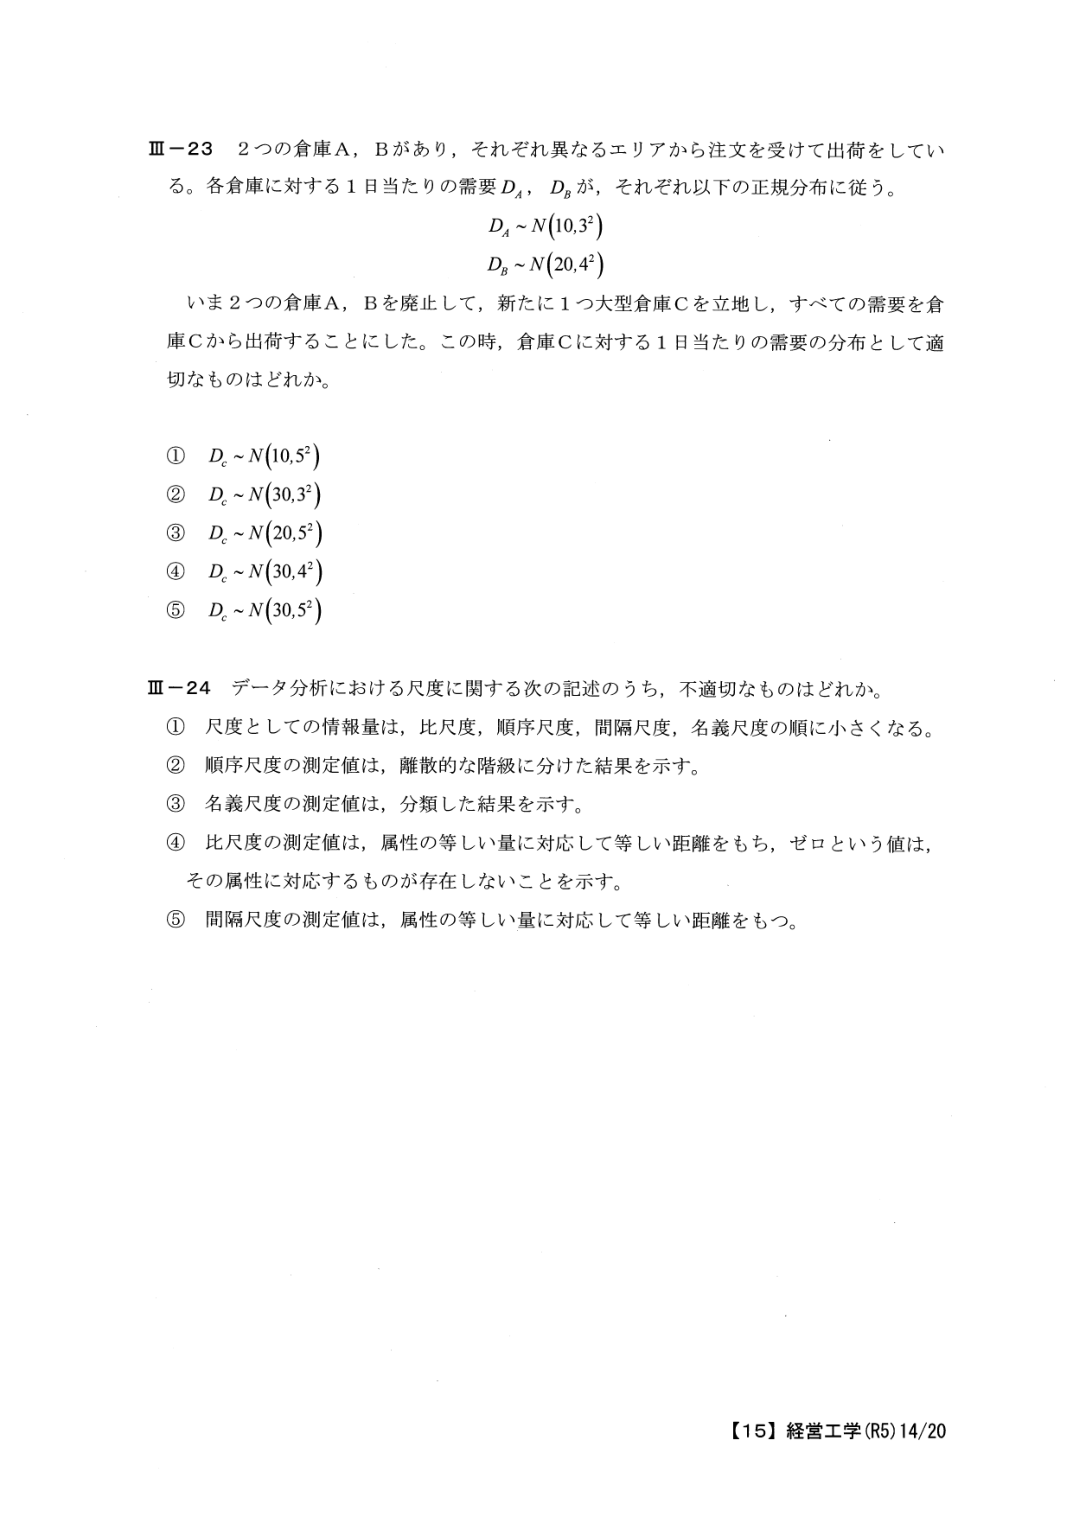 Ⅲ－23　２つの倉庫Ａ，Ｂがあり，それぞれ異なるエリアから注文を受けて出荷をしてい
る。各倉庫に対する１日当たりの需要 D_A， D_B が，それぞれ以下の正規分布に従う。
D_A ~ N(10,3²)
D_B ~ N(20,4²)
いま２つの倉庫Ａ，Ｂを廃止して，新たに１つ大型倉庫Ｃを立地し，すべての需要を倉
庫Ｃから出荷することにした。この時，倉庫Ｃに対する１日当たりの需要の分布として適
切なものはどれか。
①　D_c ~ N(10,5²)
②　D_c ~ N(30,3²)
③　D_c ~ N(20,5²)
④　D_c ~ N(30,4²)
⑤　D_c ~ N(30,5²)
Ⅲ－24　データ分析における尺度に関する次の記述のうち，不適切なものはどれか。
①　尺度としての情報量は，比尺度，順序尺度，間隔尺度，名義尺度の順に小さくなる。
②　順序尺度の測定値は，離散的な階級に分けた結果を示す。
③　名義尺度の測定値は，分類した結果を示す。
④　比尺度の測定値は，属性の等しい量に対応して等しい距離をもち，ゼロという値は，
その属性に対応するものが存在しないことを示す。
⑤　間隔尺度の測定値は，属性の等しい量に対応して等しい距離をもつ。
【15】経営工学(R5)14/20